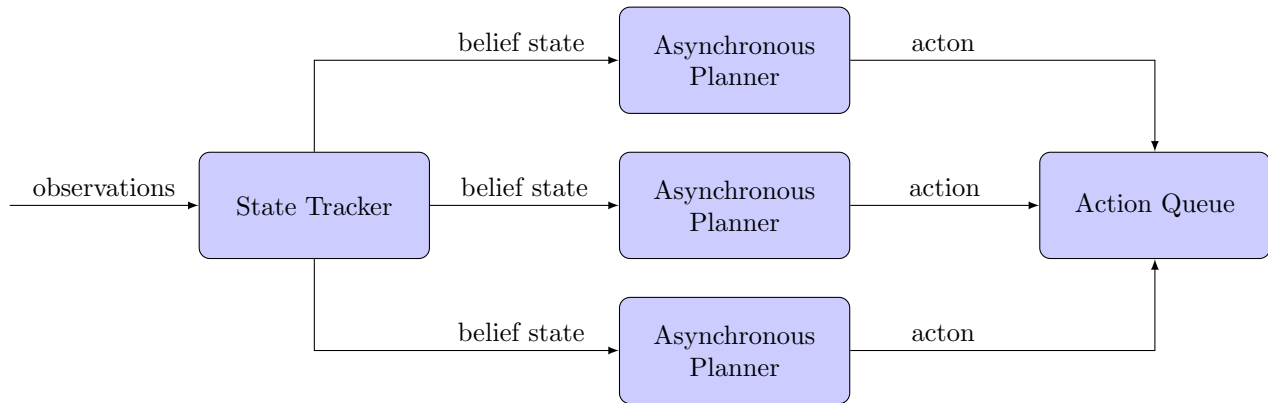 belief state
Asynchronous
Planner
acton
observations
State Tracker
belief state
Asynchronous
Planner
action
Action Queue
belief state
Asynchronous
Planner
acton